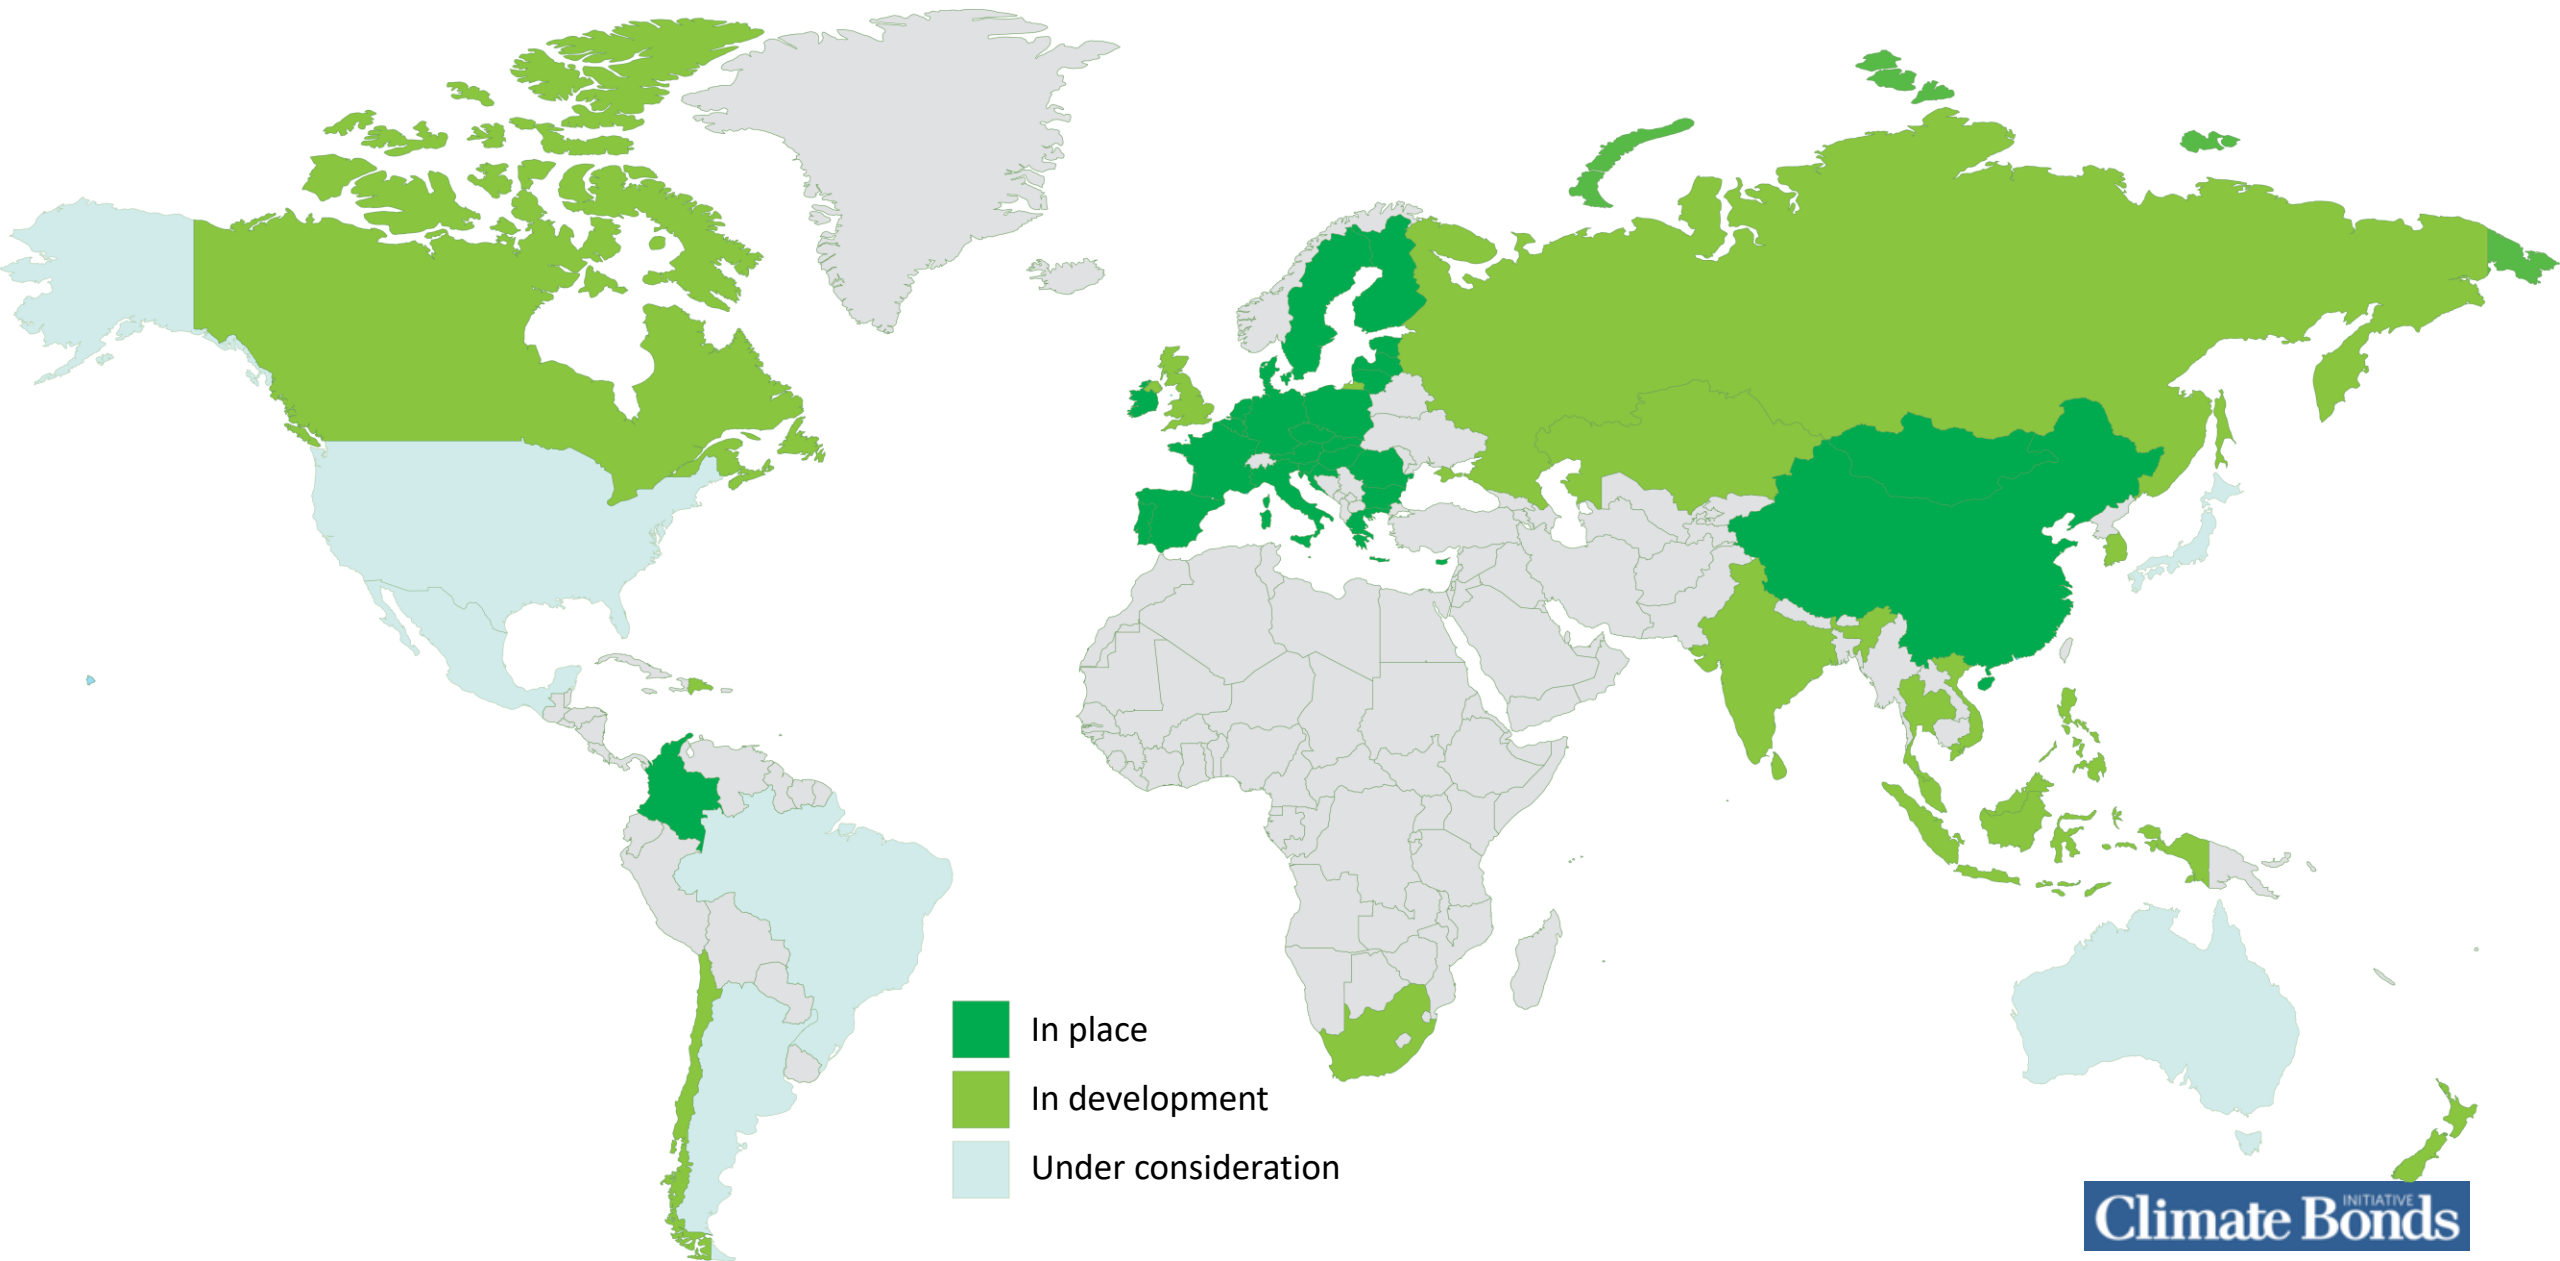 In place
In development
Under consideration
INITIATIVE
Climate Bonds